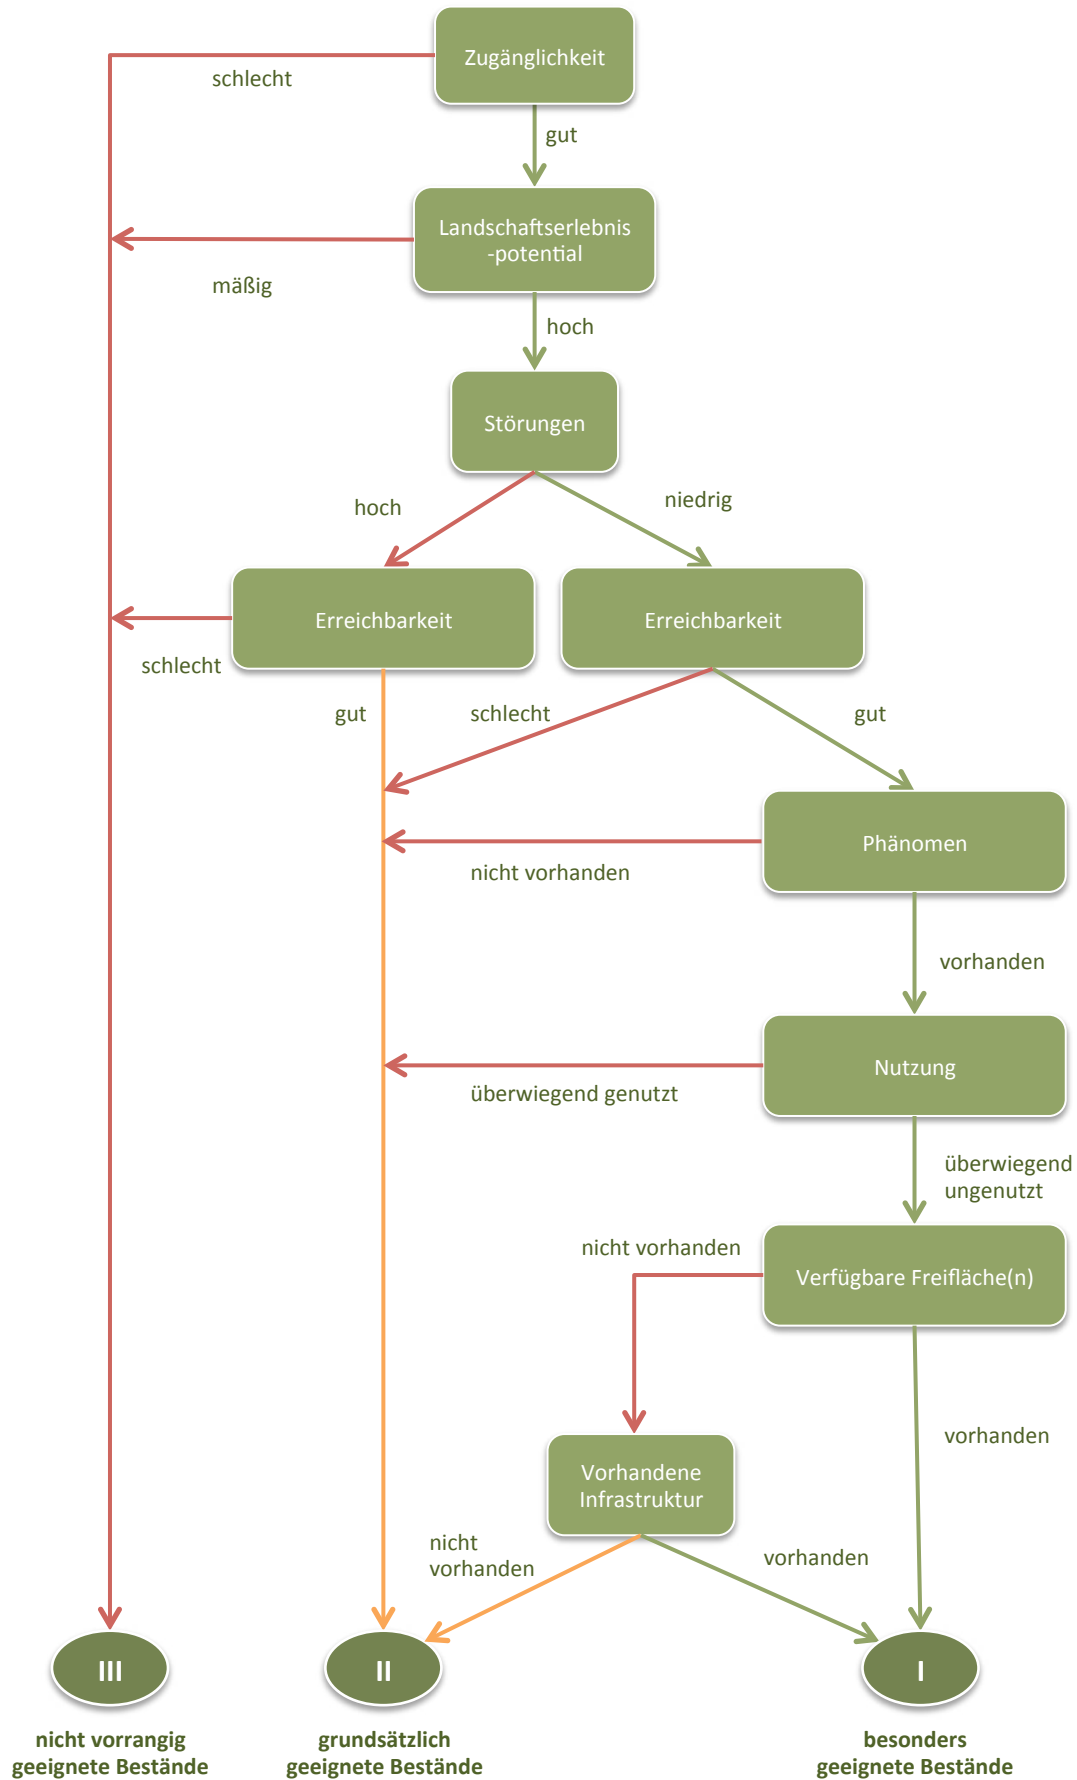 Zugänglichkeit
schlecht
gut
Landschaftserlebnis
-potential
mäßig
hoch
Störungen
hoch
niedrig
Erreichbarkeit
Erreichbarkeit
schlecht
gut
schlecht
gut
Phänomen
nicht vorhanden
vorhanden
Nutzung
überwiegend genutzt
überwiegend
ungenutzt
nicht vorhanden
Verfügbare Freifläche(n)
vorhanden
Vorhandene
Infrastruktur
nicht
vorhanden
vorhanden
III
II
I
nicht vorrangig
geeignete Bestände
grundsätzlich
geeignete Bestände
besonders
geeignete Bestände